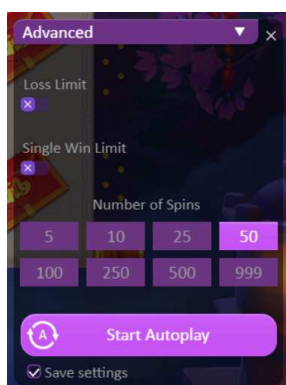 Advanced
Loss Limit
Single Win Limit
Number of Spins
5 10 25 50
100 250 500 999
A Start Autoplay
Save settings